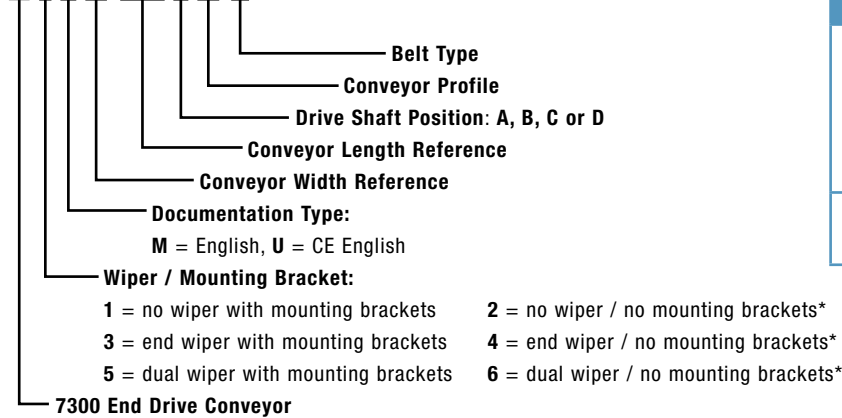 Belt Type
Conveyor Profile
Drive Shaft Position: A, B, C or D
Conveyor Length Reference
Conveyor Width Reference
Documentation Type:
M = English, U = CE English
Wiper / Mounting Bracket:
1 = no wiper with mounting brackets 2 = no wiper / no mounting brackets*
3 = end wiper with mounting brackets 4 = end wiper / no mounting brackets*
5 = dual wiper with mounting brackets 6 = dual wiper / no mounting brackets*
7300 End Drive Conveyor